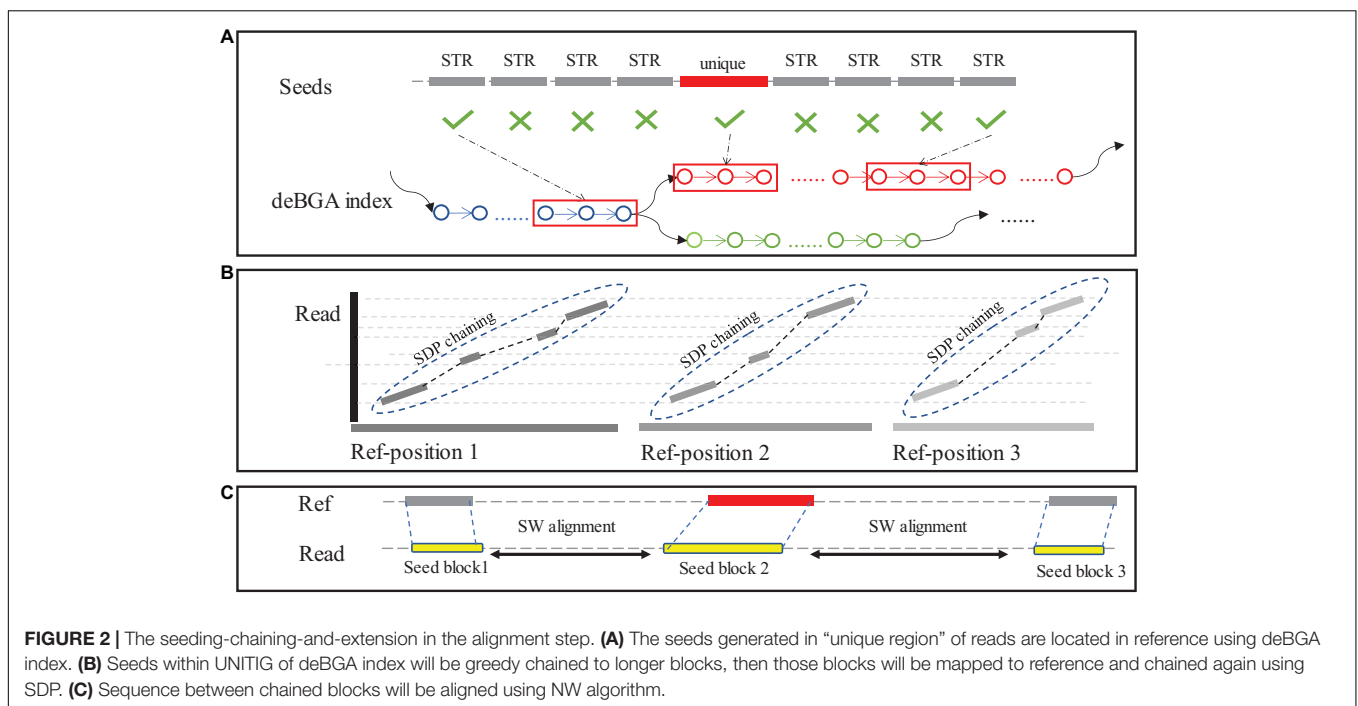 A
STR STR STR STR unique STR STR STR STR
Seeds
deBGA index
......
......
......
......
......
B
Read
SDP chaining
SDP chaining
SDP chaining
Ref-position 1
Ref-position 2
Ref-position 3
C
Ref
SW alignment
SW alignment
Read
Seed block1
Seed block 2
Seed block 3
FIGURE 2 | The seeding-chaining-and-extension in the alignment step. (A) The seeds generated in “unique region” of reads are located in reference using deBGA
index. (B) Seeds within UNITIG of deBGA index will be greedy chained to longer blocks, then those blocks will be mapped to reference and chained again using
SDP. (C) Sequence between chained blocks will be aligned using NW algorithm.